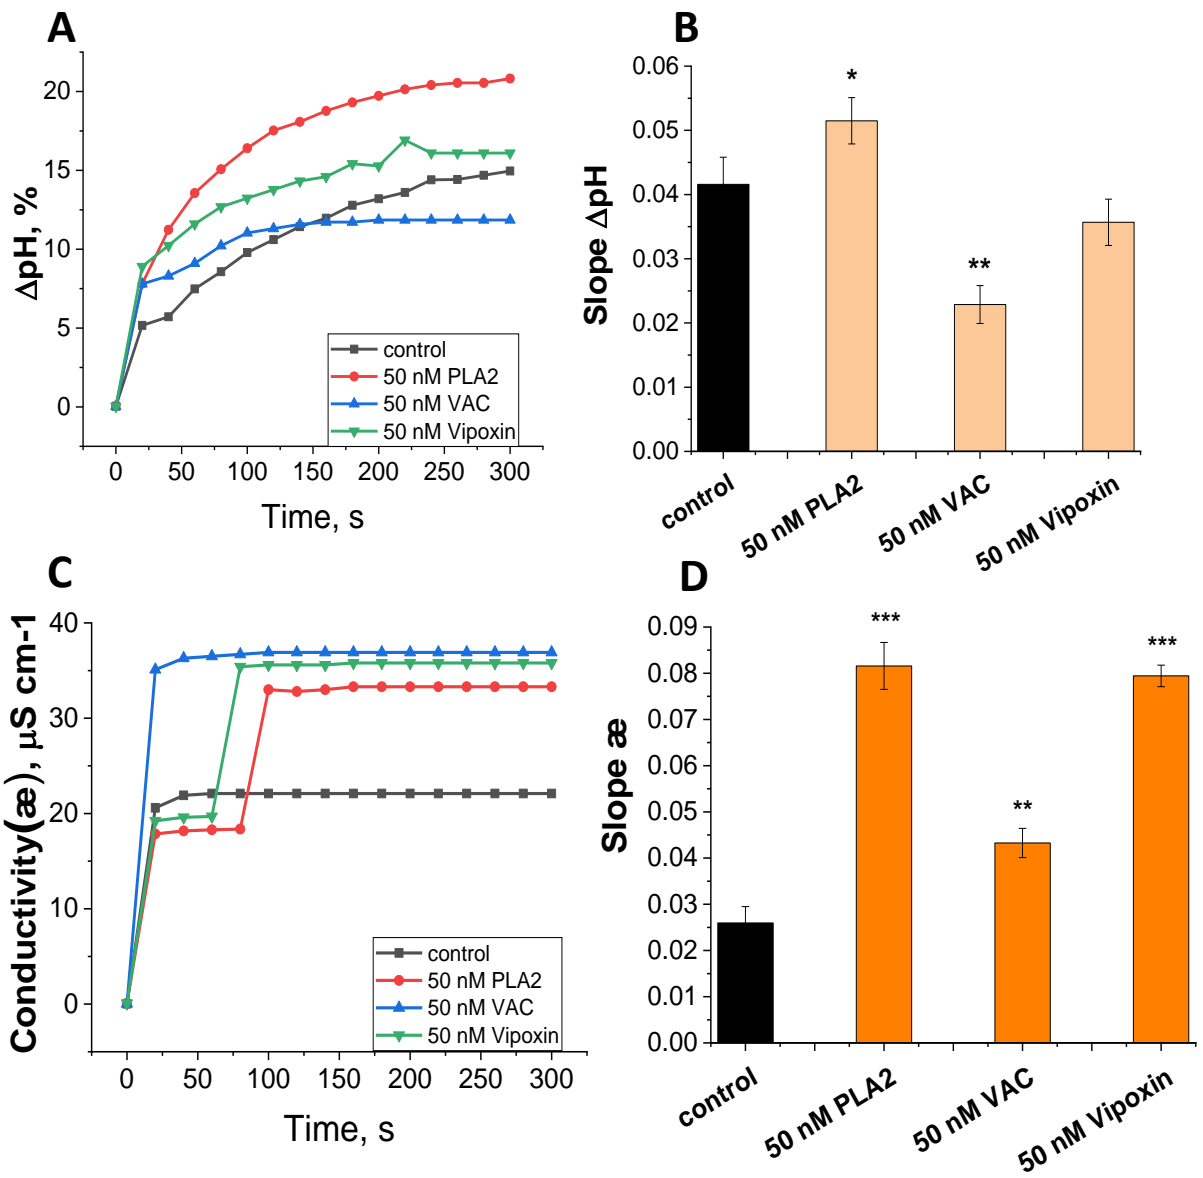 A
ΔpH, %
20
15
10
5
0
control
50 nM PLA2
50 nM VAC
50 nM Vipoxin
0 50 100 150 200 250 300
Time, s
B
Slope ΔpH
0.06
0.05
0.04
0.03
0.02
0.01
0.00
*
**
control
50 nM PLA2
50 nM VAC
50 nM Vipoxin
C
Conductivity(æ), μS cm-1
40
30
20
10
0
control
50 nM PLA2
50 nM VAC
50 nM Vipoxin
0 50 100 150 200 250 300
Time, s
D
Slope æ
0.09
0.08
0.07
0.06
0.05
0.04
0.03
0.02
0.01
0.00
***
**
***
control
50 nM PLA2
50 nM VAC
50 nM Vipoxin